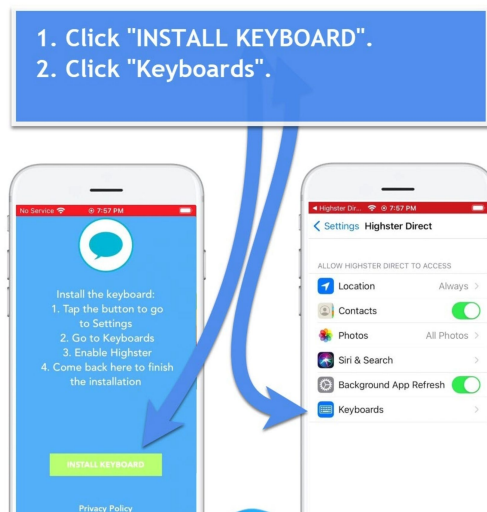 1. Click "INSTALL KEYBOARD".
2. Click "Keyboards".
No Service 7:57 PM
Install the keyboard:
1. Tap the button to go
to Settings
2. Go to Keyboards
3. Enable Highster
4. Come back here to finish
the installation
INSTALL KEYBOARD
Privacy Policy
Highster Dir... 7:57 PM
Settings Highster Direct
ALLOW HIGHSTER DIRECT TO ACCESS
Location Always
Contacts
Photos All Photos
Siri & Search
Background App Refresh
Keyboards